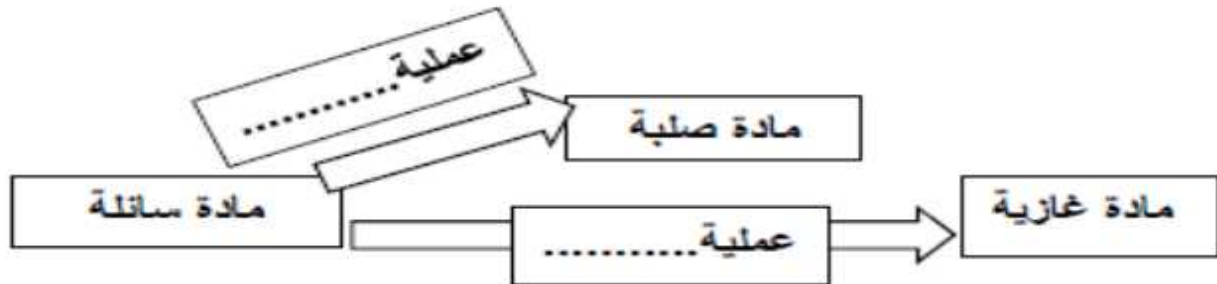 عملية............
مادة صلبة
مادة سائلة
مادة غازية
عملية...........